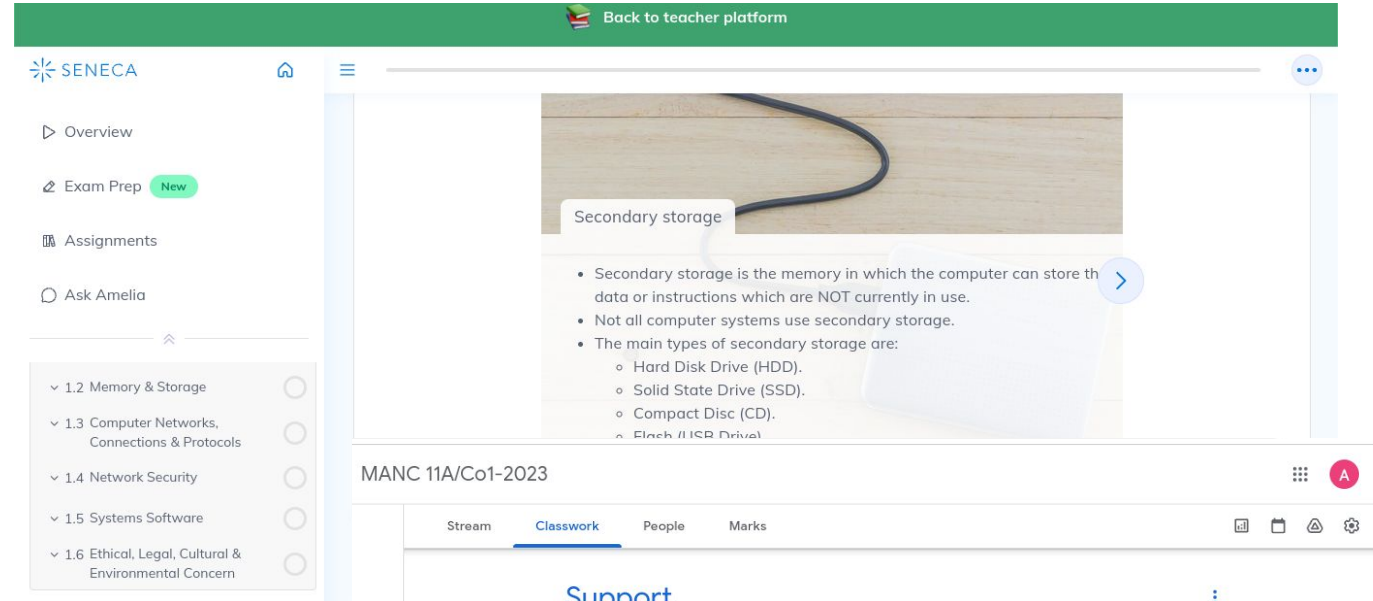 Back to teacher platform
SENECA
Overview
Exam Prep New
Assignments
Ask Amelia
1.2 Memory & Storage
1.3 Computer Networks,
Connections & Protocols
1.4 Network Security
1.5 Systems Software
1.6 Ethical, Legal, Cultural &
Environmental Concern
Secondary storage
• Secondary storage is the memory in which the computer can store th
data or instructions which are NOT currently in use.
• Not all computer systems use secondary storage.
• The main types of secondary storage are:
Hard Disk Drive (HDD).
Solid State Drive (SSD).
Compact Disc (CD).
Flash (USB Drive)
MANC 11A/Co1-2023
A
Stream Classwork People Marks
Support